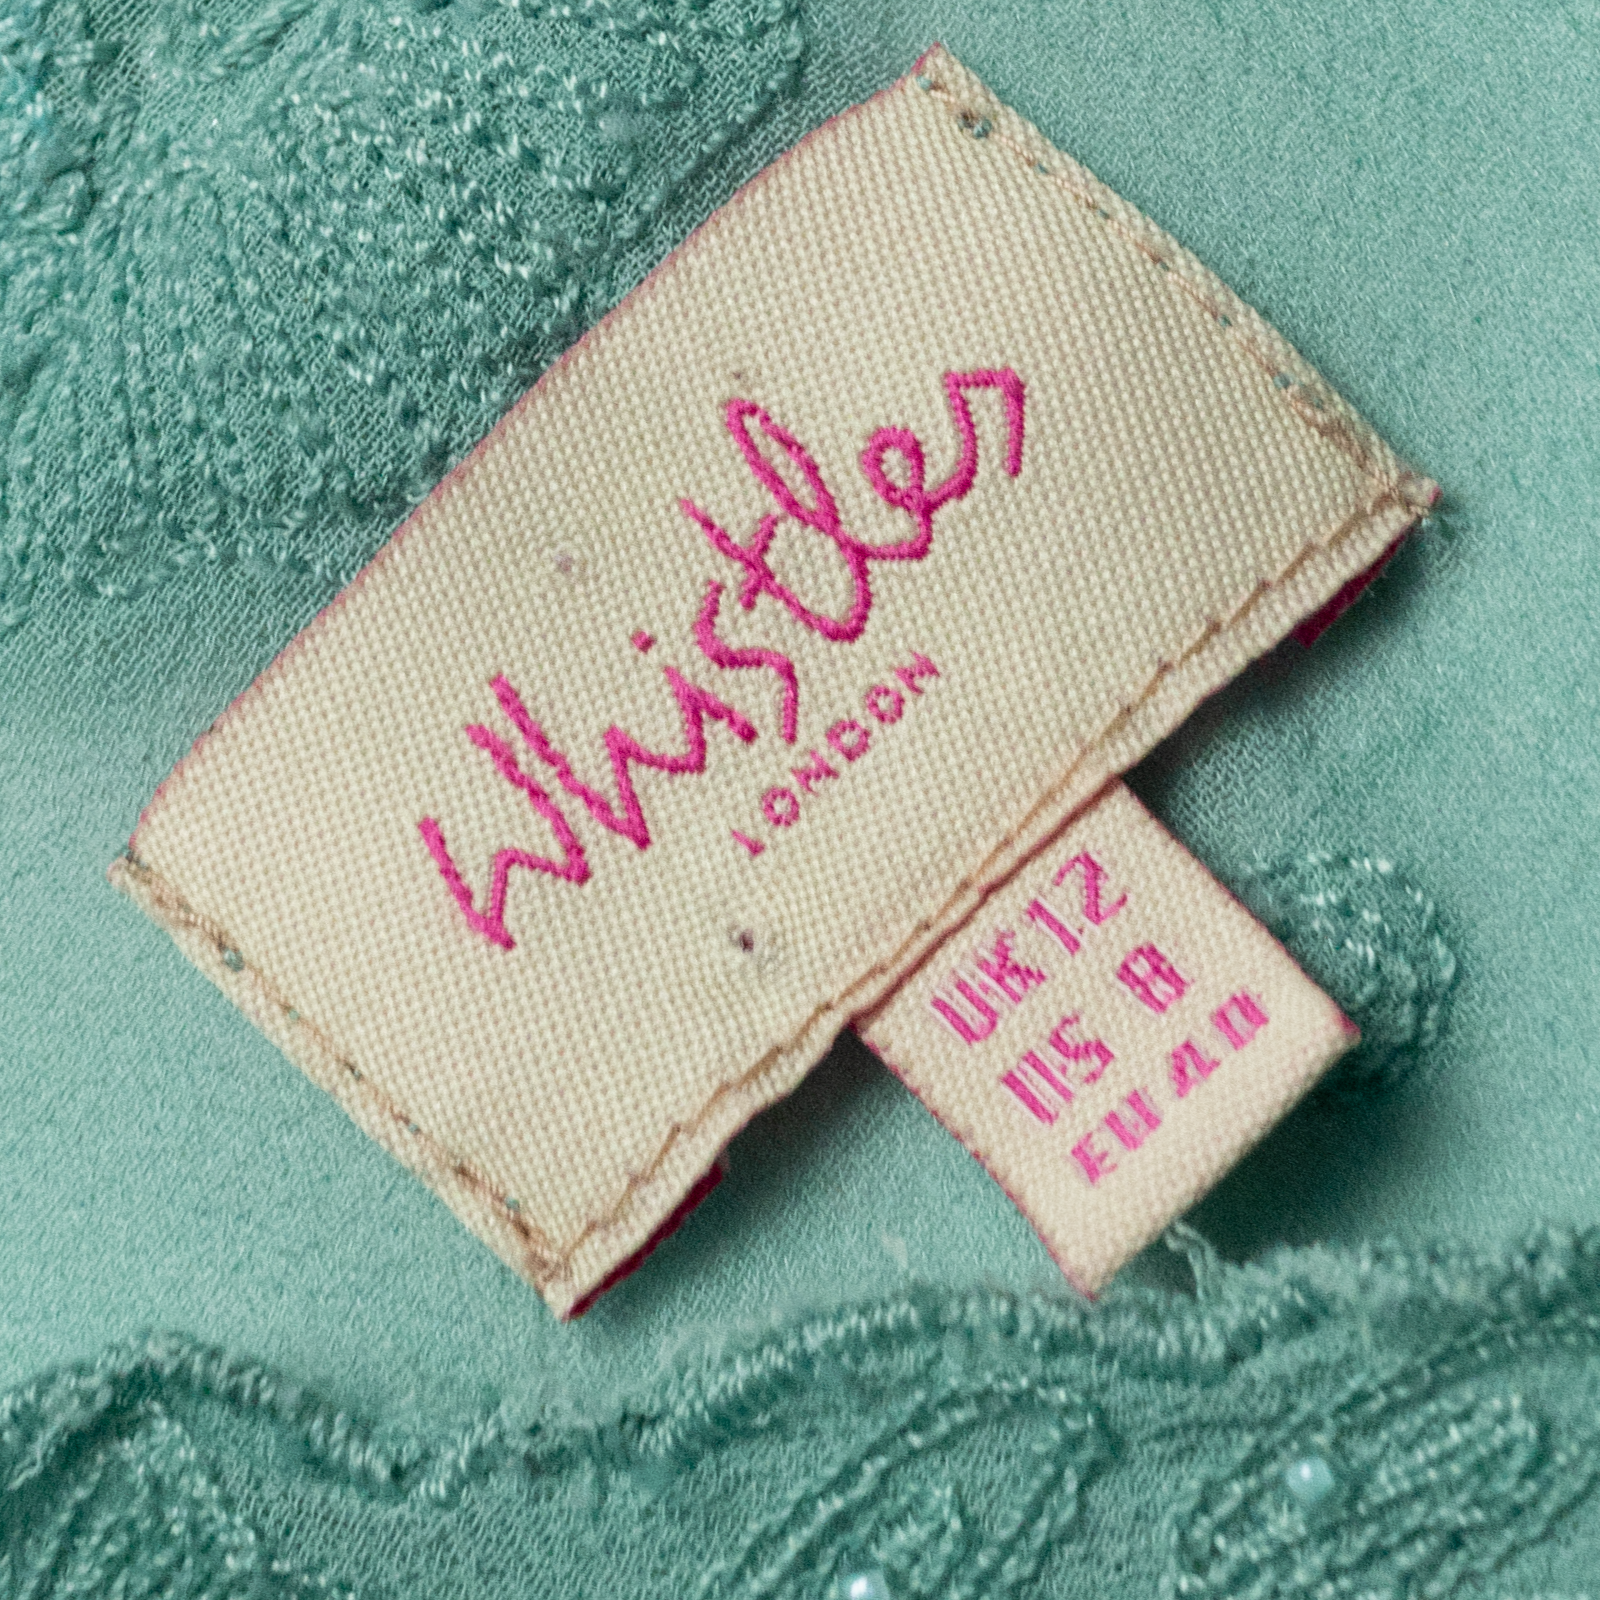 Whistles
LONDON
UK 12
US 8
EU 40